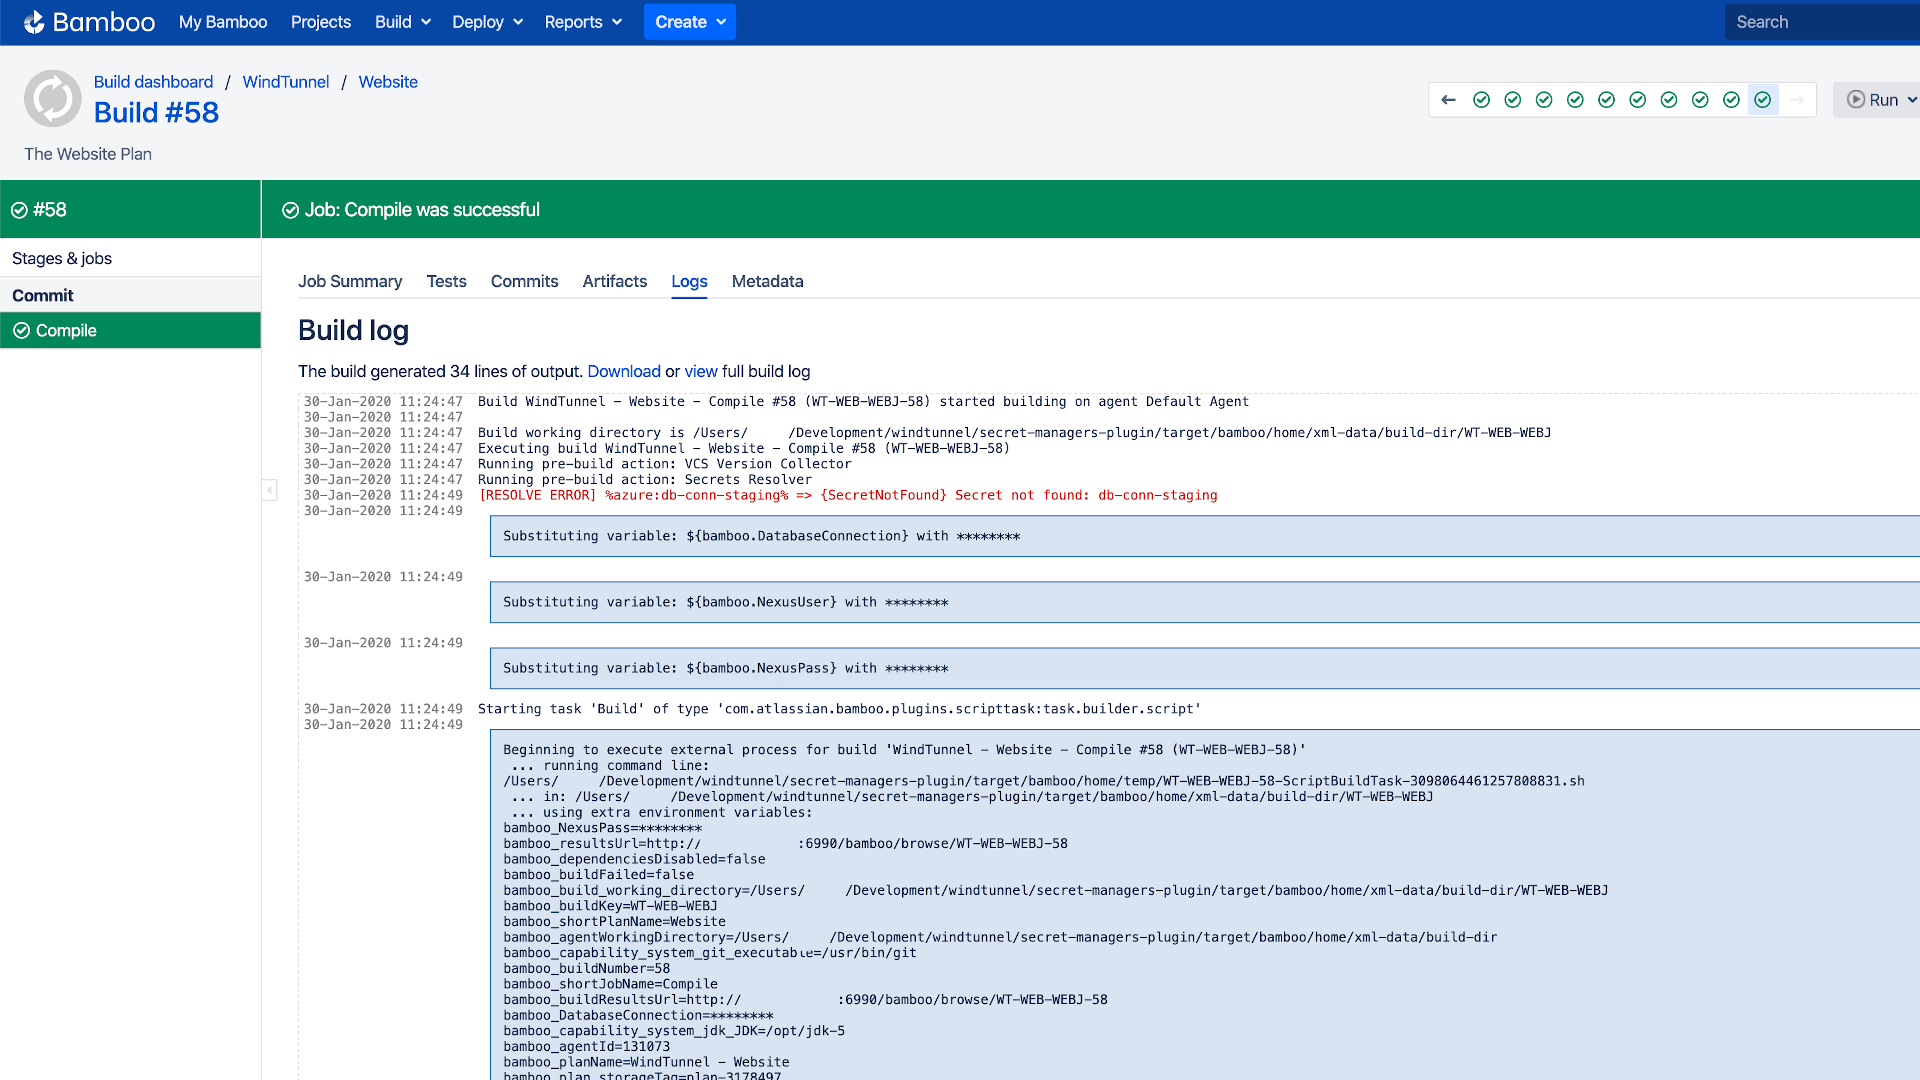 Bamboo My Bamboo Projects Build Deploy Reports Create Search
Build dashboard / WindTunnel / Website
Build #58
Run
The Website Plan
#58
Job: Compile was successful
Stages & jobs
Commit
Compile
Job Summary Tests Commits Artifacts Logs Metadata
Build log
The build generated 34 lines of output. Download or view full build log
30-Jan-2020 11:24:47 Build WindTunnel – Website – Compile #58 (WT-WEB-WEBJ-58) started building on agent Default Agent
30-Jan-2020 11:24:47
30-Jan-2020 11:24:47 Build working directory is /Users/ /Development/windtunnel/secret-managers-plugin/target/bamboo/home/xml-data/build-dir/WT-WEB-WEBJ
30-Jan-2020 11:24:47 Executing build WindTunnel – Website – Compile #58 (WT-WEB-WEBJ-58)
30-Jan-2020 11:24:47 Running pre-build action: VCS Version Collector
30-Jan-2020 11:24:47 Running pre-build action: Secrets Resolver
30-Jan-2020 11:24:49 [RESOLVE ERROR] %azure:db-conn-staging% => {SecretNotFound} Secret not found: db-conn-staging
30-Jan-2020 11:24:49
Substituting variable: ${bamboo.DatabaseConnection} with ********
30-Jan-2020 11:24:49
Substituting variable: ${bamboo.NexusUser} with ********
30-Jan-2020 11:24:49
Substituting variable: ${bamboo.NexusPass} with ********
30-Jan-2020 11:24:49 Starting task 'Build' of type 'com.atlassian.bamboo.plugins.scripttask:task.builder.script'
30-Jan-2020 11:24:49
Beginning to execute external process for build 'WindTunnel – Website – Compile #58 (WT-WEB-WEBJ-58)'
... running command line:
/Users/ /Development/windtunnel/secret-managers-plugin/target/bamboo/home/temp/WT-WEB-WEBJ-58-ScriptBuildTask-3098064461257808831.sh
... in: /Users/ /Development/windtunnel/secret-managers-plugin/target/bamboo/home/xml-data/build-dir/WT-WEB-WEBJ
... using extra environment variables:
bamboo_NexusPass=********
bamboo_resultsUrl=http:// :6990/bamboo/browse/WT-WEB-WEBJ-58
bamboo_dependenciesDisabled=false
bamboo_buildFailed=false
bamboo_build_working_directory=/Users/ /Development/windtunnel/secret-managers-plugin/target/bamboo/home/xml-data/build-dir/WT-WEB-WEBJ
bamboo_buildKey=WT-WEB-WEBJ
bamboo_shortPlanName=Website
bamboo_agentWorkingDirectory=/Users/ /Development/windtunnel/secret-managers-plugin/target/bamboo/home/xml-data/build-dir
bamboo_capability_system_git_executable=/usr/bin/git
bamboo_buildNumber=58
bamboo_shortJobName=Compile
bamboo_buildResultsUrl=http:// :6990/bamboo/browse/WT-WEB-WEBJ-58
bamboo_DatabaseConnection=********
bamboo_capability_system_jdk_JDK=/opt/jdk-5
bamboo_agentId=131073
bamboo_planName=WindTunnel – Website
bamboo_plan_storageTag=plan-3178497